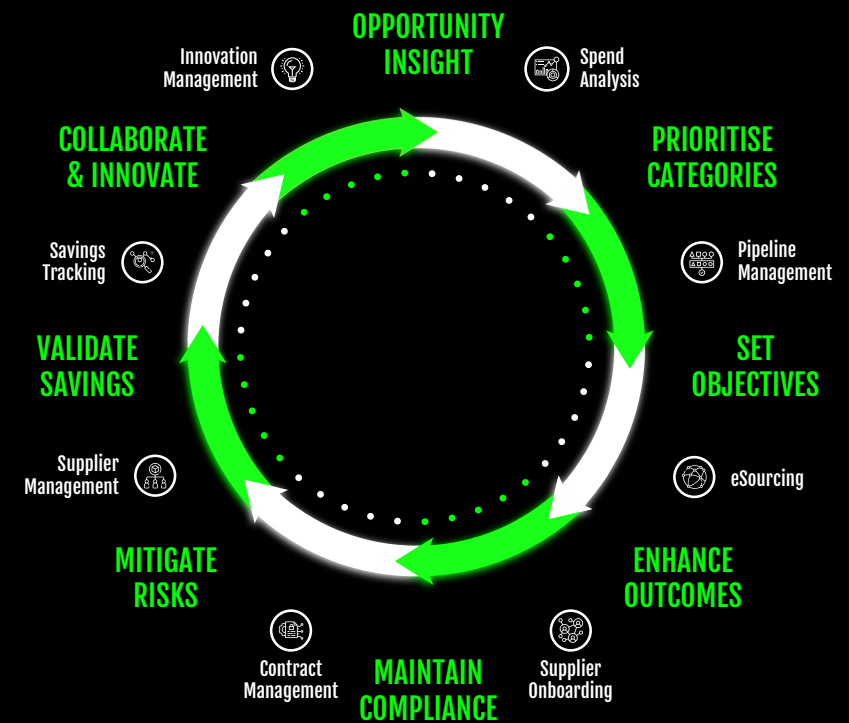 OPPORTUNITY
INSIGHT
Innovation
Management
Spend
Analysis
COLLABORATE
& INNOVATE
PRIORITISE
CATEGORIES
Savings
Tracking
Pipeline
Management
VALIDATE
SAVINGS
SET
OBJECTIVES
Supplier
Management
eSourcing
MITIGATE
RISKS
ENHANCE
OUTCOMES
Contract
Management
MAINTAIN
COMPLIANCE
Supplier
Onboarding